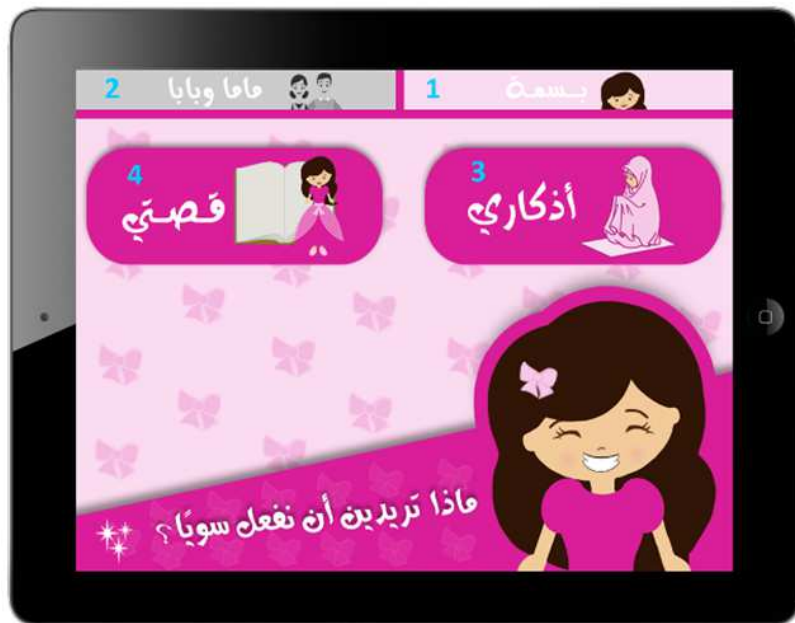 بسمة 1
ماما وبابا 2
أذكاري 3
قصتي 4
ماذا تريدين أن نفعل سويًا؟